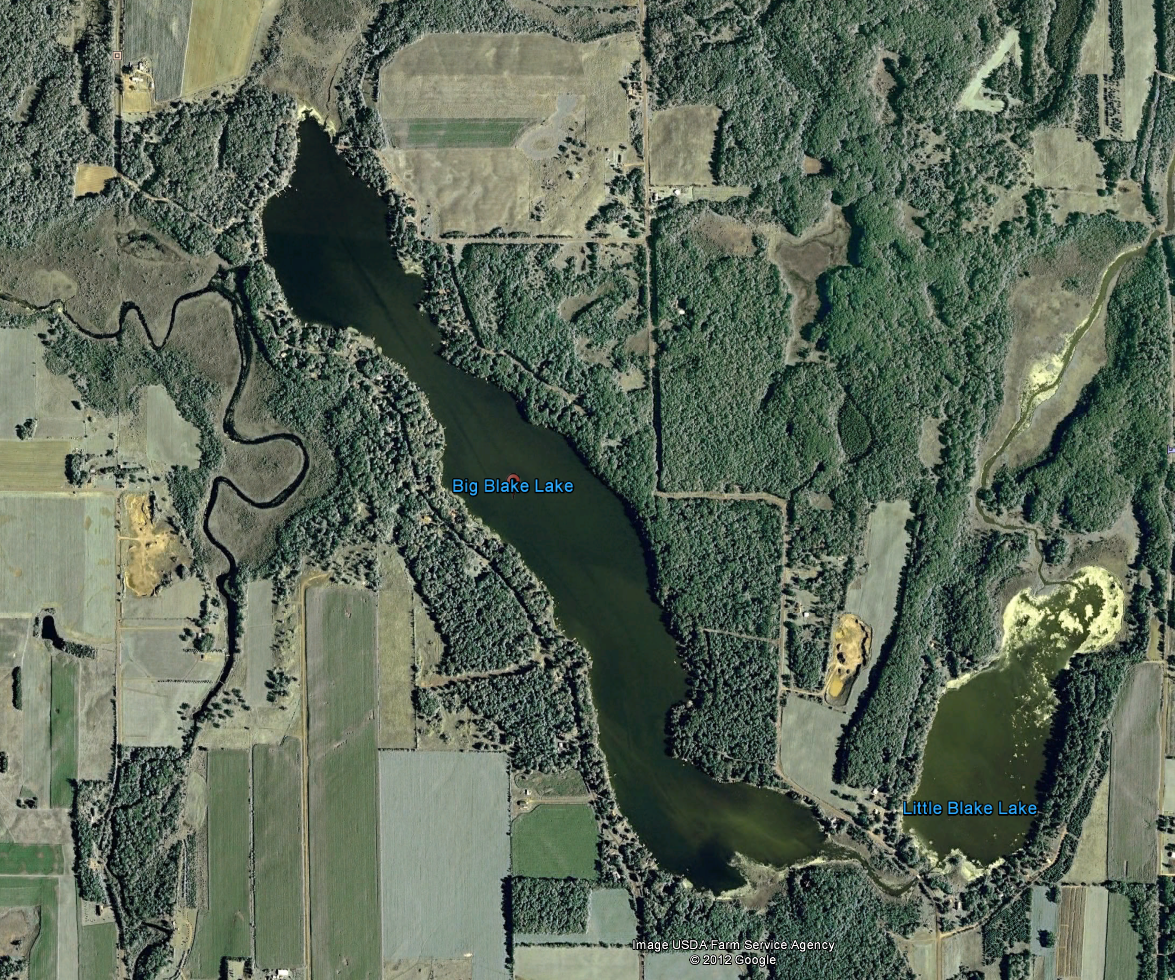 Big Blake Lake
Little Blake Lake
Image USDA Farm Service Agency
© 2012 Google